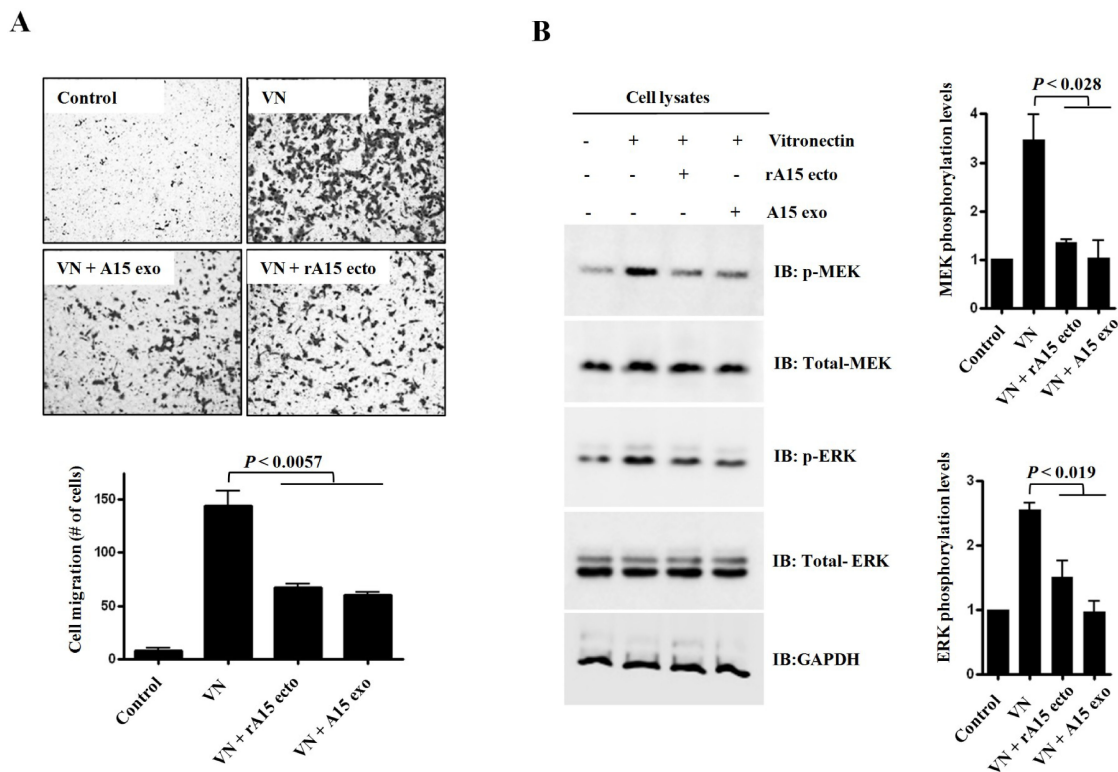 A
Control
VN
VN + A15 exo
VN + rA15 ecto
P < 0.0057
Cell migration (# of cells)
150
100
50
0
Control
VN
VN + rA15 ecto
VN + A15 exo
B
Cell lysates
- + + + Vitronectin
- - + - rA15 ecto
- - - + A15 exo
IB: p-MEK
IB: Total-MEK
IB: p-ERK
IB: Total- ERK
IB:GAPDH
P < 0.028
MEK phosphorylation levels
4
2
1
0
Control
VN
VN + rA15 ecto
VN + A15 exo
P < 0.019
ERK phosphorylation levels
3
2
1
0
Control
VN
VN + rA15 ecto
VN + A15 exo